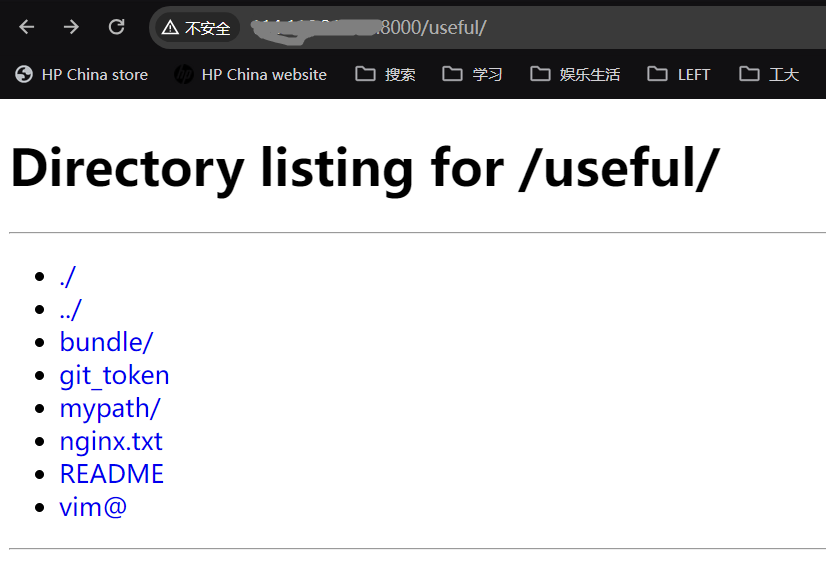 不安全 :8000/useful/
HP China store HP China website 搜索 学习 娱乐生活 LEFT 工大
Directory listing for /useful/
./
../
bundle/
git_token
mypath/
nginx.txt
README
vim@